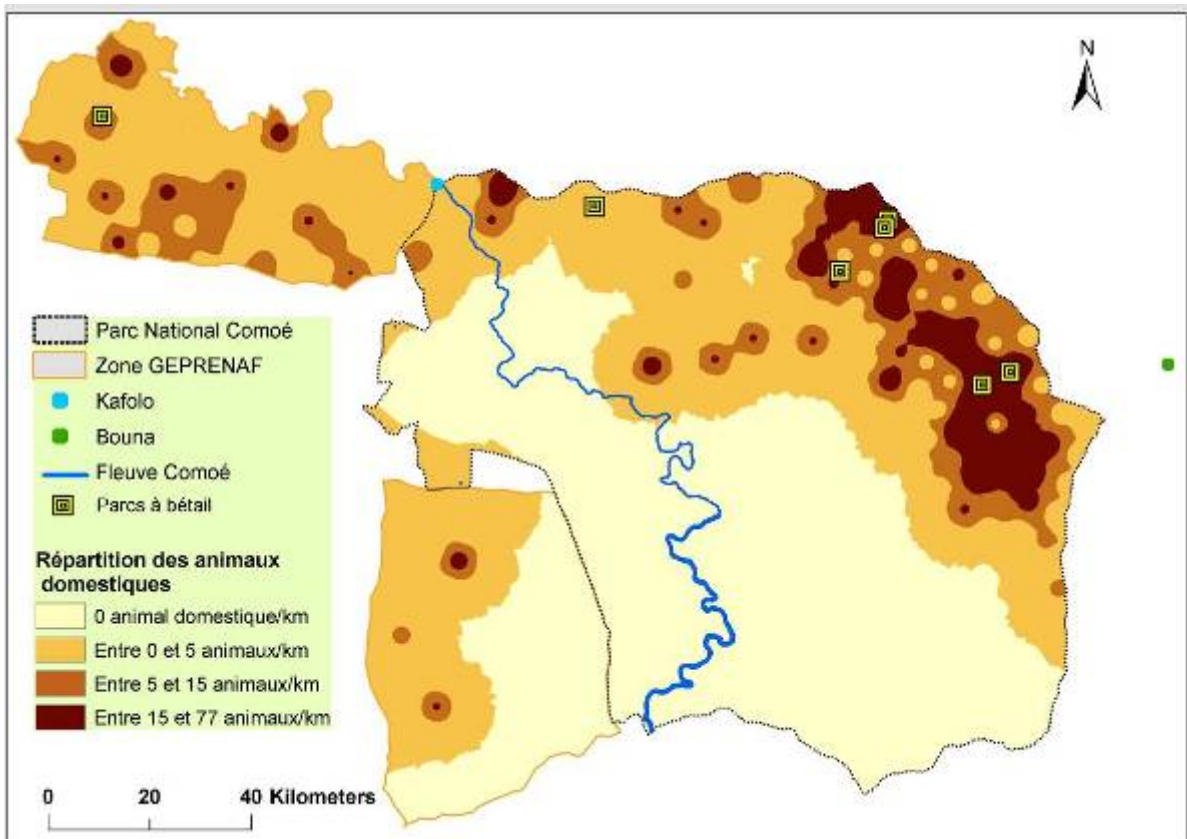 N
Parc National Comoé
Zone GEPRENAF
Kafolo
Bouna
Fleuve Comoé
Parcs à bétail
Répartition des animaux
domestiques
0 animal domestique/km
Entre 0 et 5 animaux/km
Entre 5 et 15 animaux/km
Entre 15 et 77 animaux/km
0 20 40 Kilometers